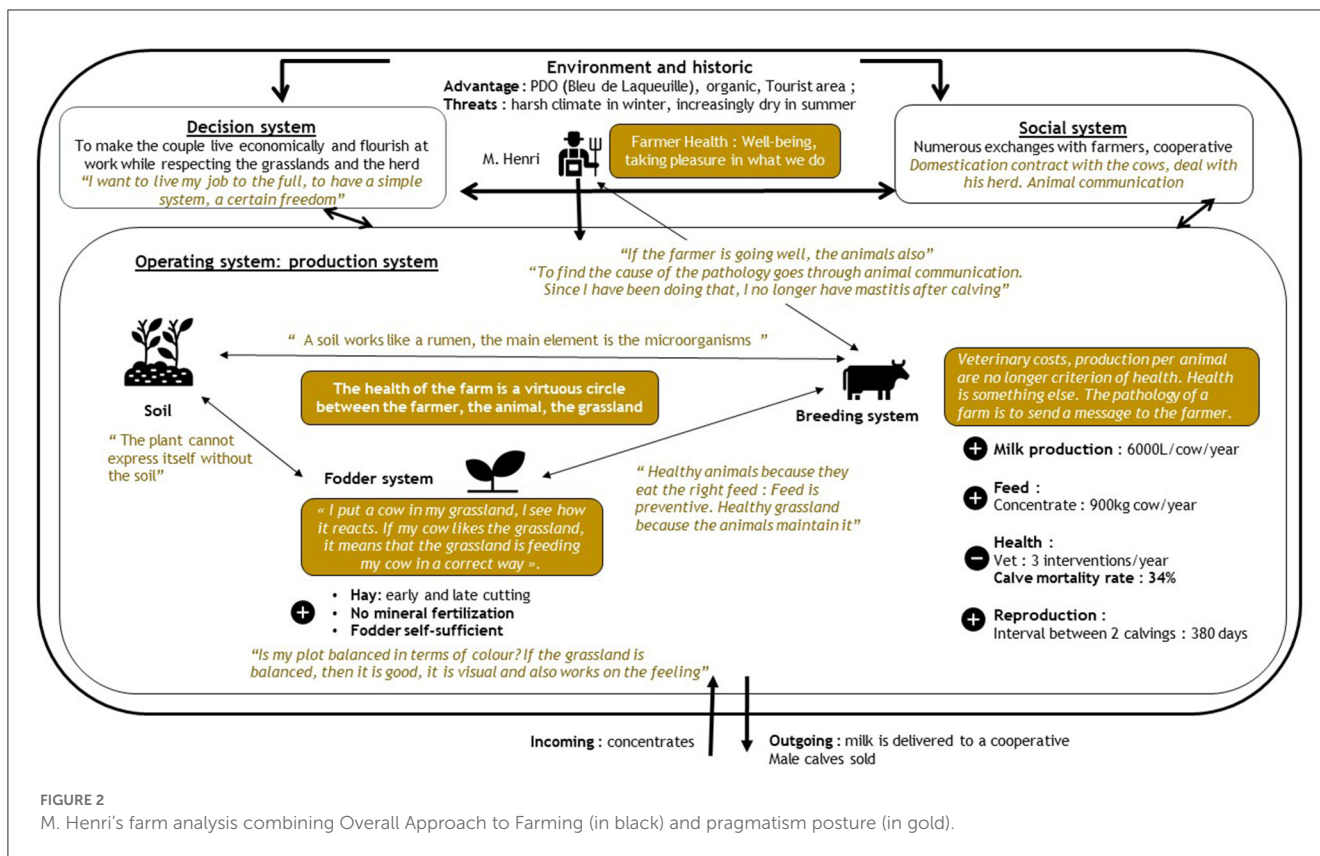 Environment and historic
Advantage : PDO (Bleu de Laqueuille), organic, Tourist area ;
Threats : harsh climate in winter, increasingly dry in summer
Decision system
To make the couple live economically and flourish at
work while respecting the grasslands and the herd
"I want to live my job to the full, to have a simple
system, a certain freedom"
M. Henri
Farmer Health : Well-being,
taking pleasure in what we do
Social system
Numerous exchanges with farmers, cooperative
Domestication contract with the cows, deal with
his herd. Animal communication
Operating system: production system
"If the farmer is going well, the animals also"
"To find the cause of the pathology goes through animal communication.
Since I have been doing that, I no longer have mastitis after calving"
" A soil works like a rumen, the main element is the microorganisms "
The health of the farm is a virtuous circle
between the farmer, the animal, the grassland
Soil
Breeding system
" The plant cannot
express itself without
the soil"
Fodder system
« I put a cow in my grassland, I see how
it reacts. If my cow likes the grassland,
it means that the grassland is feeding
my cow in a correct way ».
" Healthy animals because they
eat the right feed : Feed is
preventive. Healthy grassland
because the animals maintain it"
• Hay: early and late cutting
• No mineral fertilization
• Fodder self-sufficient
"Is my plot balanced in terms of colour? If the grassland is
balanced, then it is good, it is visual and also works on the feeling"
Veterinary costs, production per animal
are no longer criterion of health. Health
is something else. The pathology of a
farm is to send a message to the farmer.
Milk production : 6000L/cow/year
Feed :
Concentrate : 900kg cow/year
Health :
Vet : 3 interventions/year
Calve mortality rate : 34%
Reproduction :
Interval between 2 calvings : 380 days
Incoming : concentrates
Outgoing : milk is delivered to a cooperative
Male calves sold
FIGURE 2
M. Henri's farm analysis combining Overall Approach to Farming (in black) and pragmatism posture (in gold).